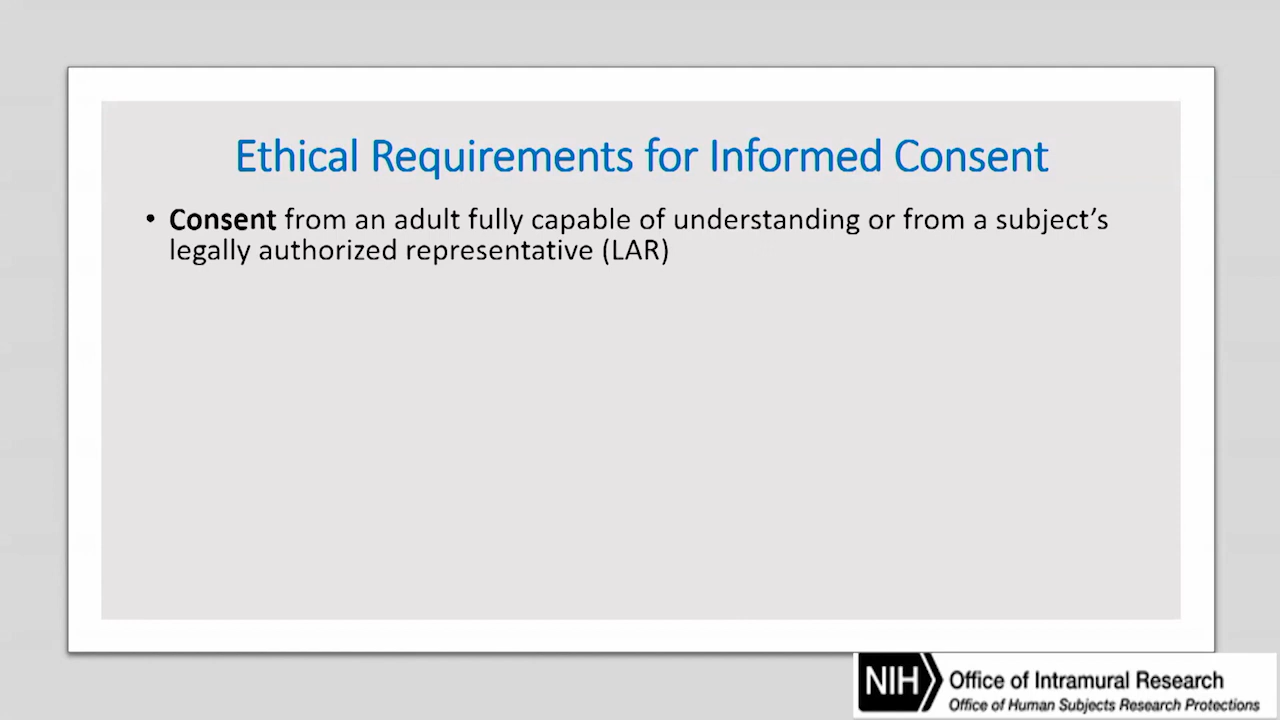 Ethical Requirements for Informed Consent
• Consent from an adult fully capable of understanding or from a subject’s
legally authorized representative (LAR)
NIH Office of Intramural Research
Office of Human Subjects Research Protections